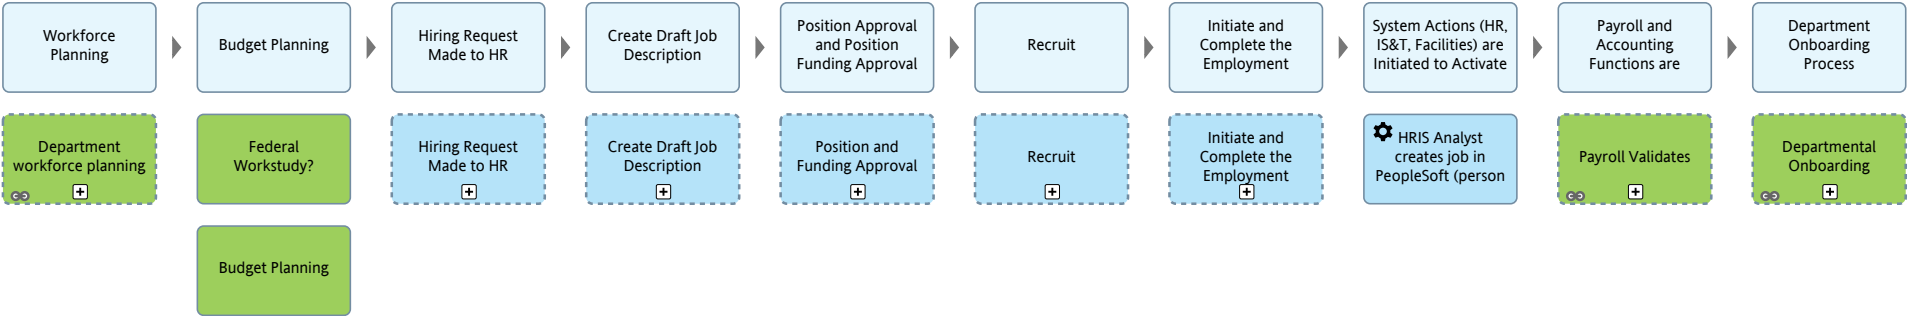 Workforce
Planning
Budget Planning
Hiring Request
Made to HR
Create Draft Job
Description
Position Approval
and Position
Funding Approval
Recruit
Initiate and
Complete the
Employment
System Actions (HR,
IS&T, Facilities) are
Initiated to Activate
Payroll and
Accounting
Functions are
Department
Onboarding
Process
Department
workforce planning
Federal
Workstudy?
Hiring Request
Made to HR
Create Draft Job
Description
Position and
Funding Approval
Recruit
Initiate and
Complete the
Employment
HRIS Analyst
creates job in
PeopleSoft (person
Payroll Validates
Departmental
Onboarding
Budget Planning